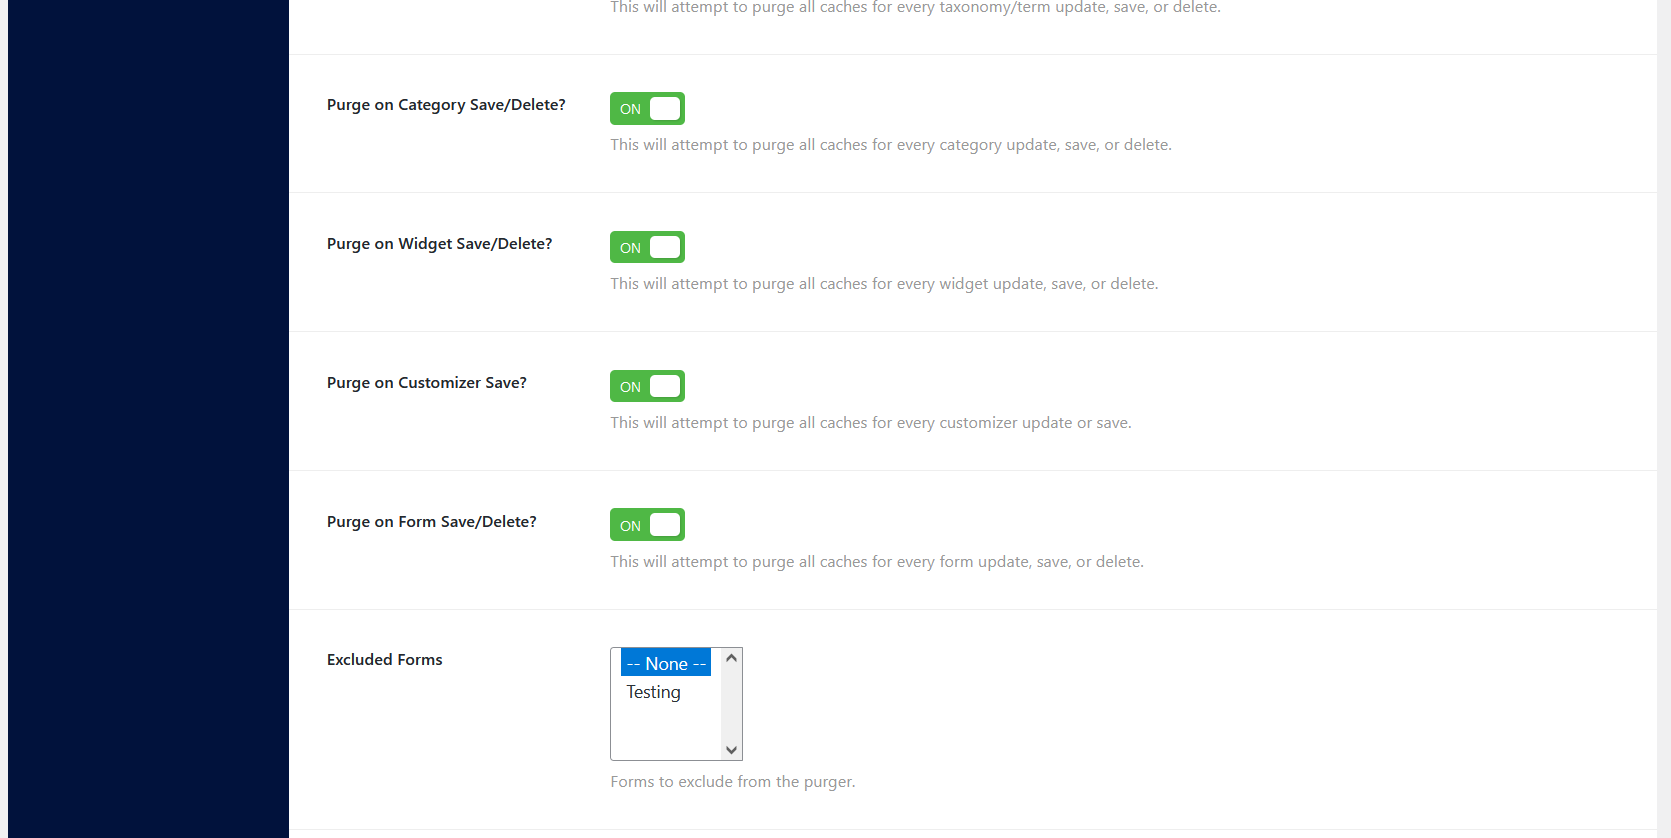 This will attempt to purge all caches for every taxonomy/term update, save, or delete.
Purge on Category Save/Delete?
ON
This will attempt to purge all caches for every category update, save, or delete.
Purge on Widget Save/Delete?
ON
This will attempt to purge all caches for every widget update, save, or delete.
Purge on Customizer Save?
ON
This will attempt to purge all caches for every customizer update or save.
Purge on Form Save/Delete?
ON
This will attempt to purge all caches for every form update, save, or delete.
Excluded Forms
-- None --
Testing
Forms to exclude from the purger.